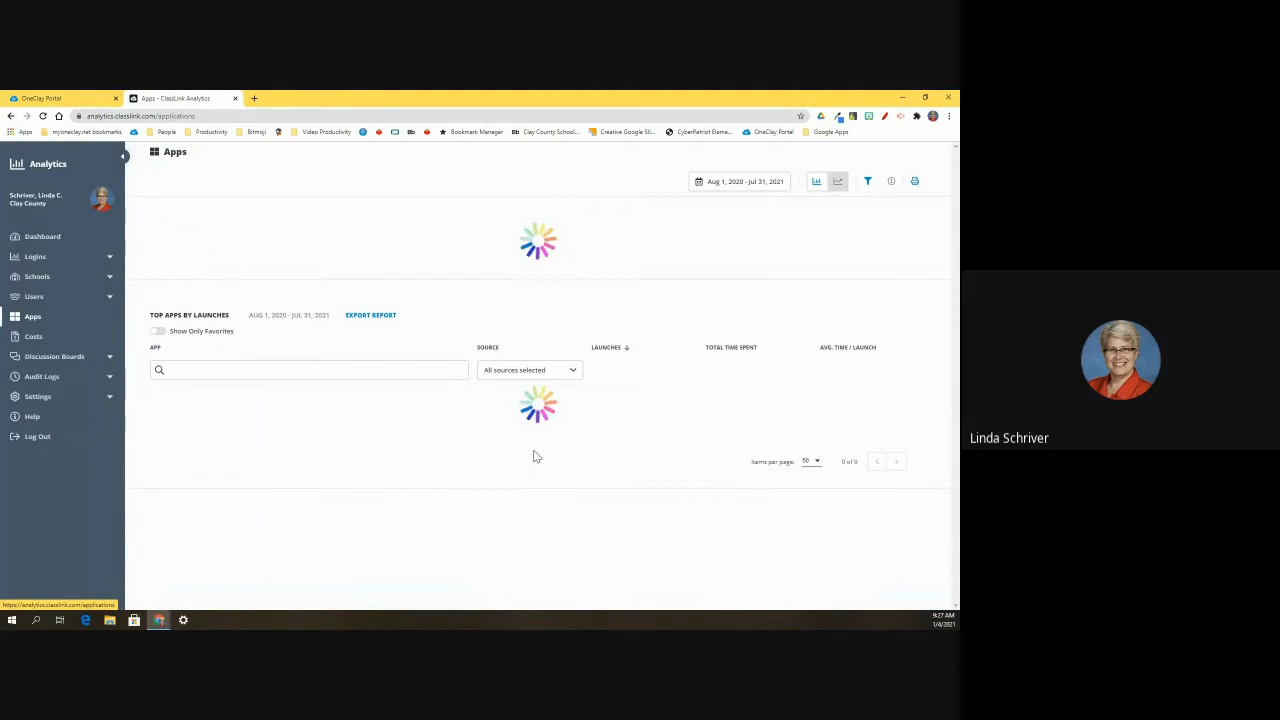 OneClay Portal
Apps - ClassLink Analytics
analytics.classlink.com/applications
Apps
myoneclay.net bookmarks
People
Productivity
Bitmoji
Video Productivity
Bookmark Manager
Clay County School...
Creative Google Sli...
CyberPatriot Eleme...
OneClay Portal
Google Apps
Analytics
Schriver, Linda C.
Clay County
Dashboard
Logins
Schools
Users
Apps
Costs
Discussion Boards
Audit Logs
Settings
Help
Log Out
Apps
Aug 1, 2020 - Jul 31, 2021
TOP APPS BY LAUNCHES AUG 1, 2020 - JUL 31, 2021 EXPORT REPORT
Show Only Favorites
APP SOURCE LAUNCHES TOTAL TIME SPENT AVG. TIME / LAUNCH
All sources selected
Items per page: 50 0 of 0
https://analytics.classlink.com/applications
9:27 AM
1/4/2021
Linda Schriver